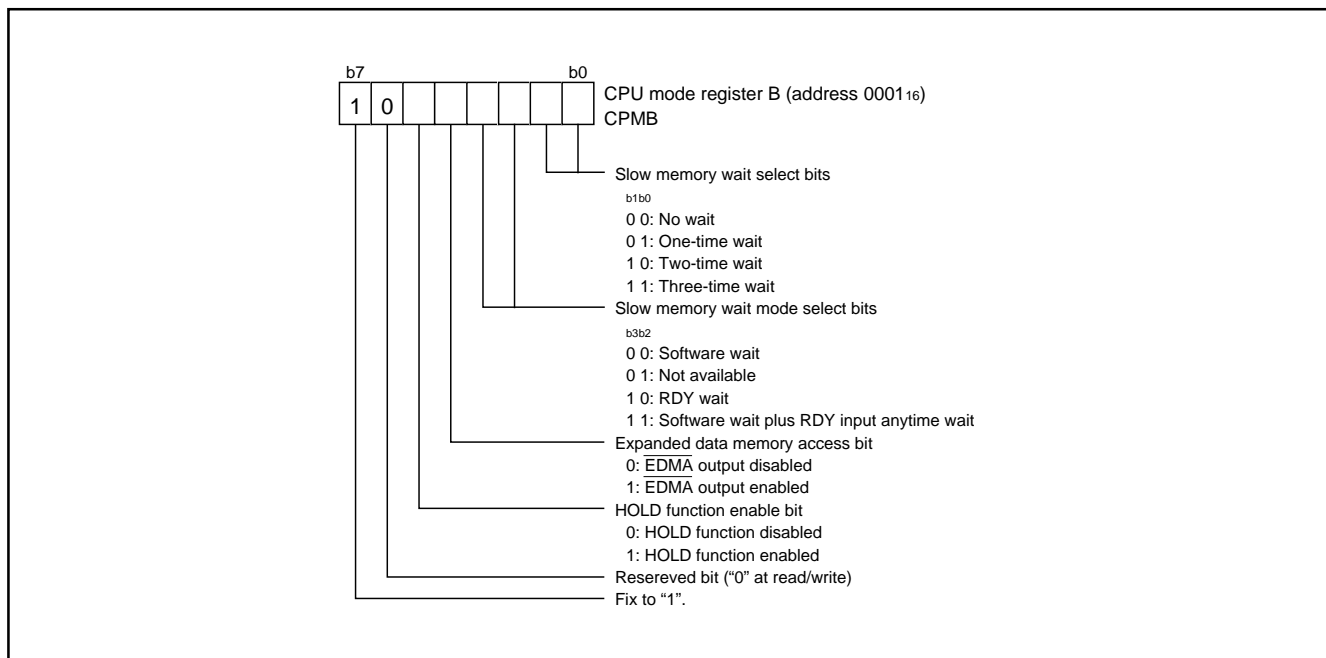 b7 b0
1 0
CPU mode register B (address 0001₁₆)
CPMB
Slow memory wait select bits
b1b0
0 0: No wait
0 1: One-time wait
1 0: Two-time wait
1 1: Three-time wait
Slow memory wait mode select bits
b3b2
0 0: Software wait
0 1: Not available
1 0: RDY wait
1 1: Software wait plus RDY input anytime wait
Expanded data memory access bit
0: E̅D̅M̅A̅ output disabled
1: E̅D̅M̅A̅ output enabled
HOLD function enable bit
0: HOLD function disabled
1: HOLD function enabled
Resereved bit (“0” at read/write)
Fix to “1”.